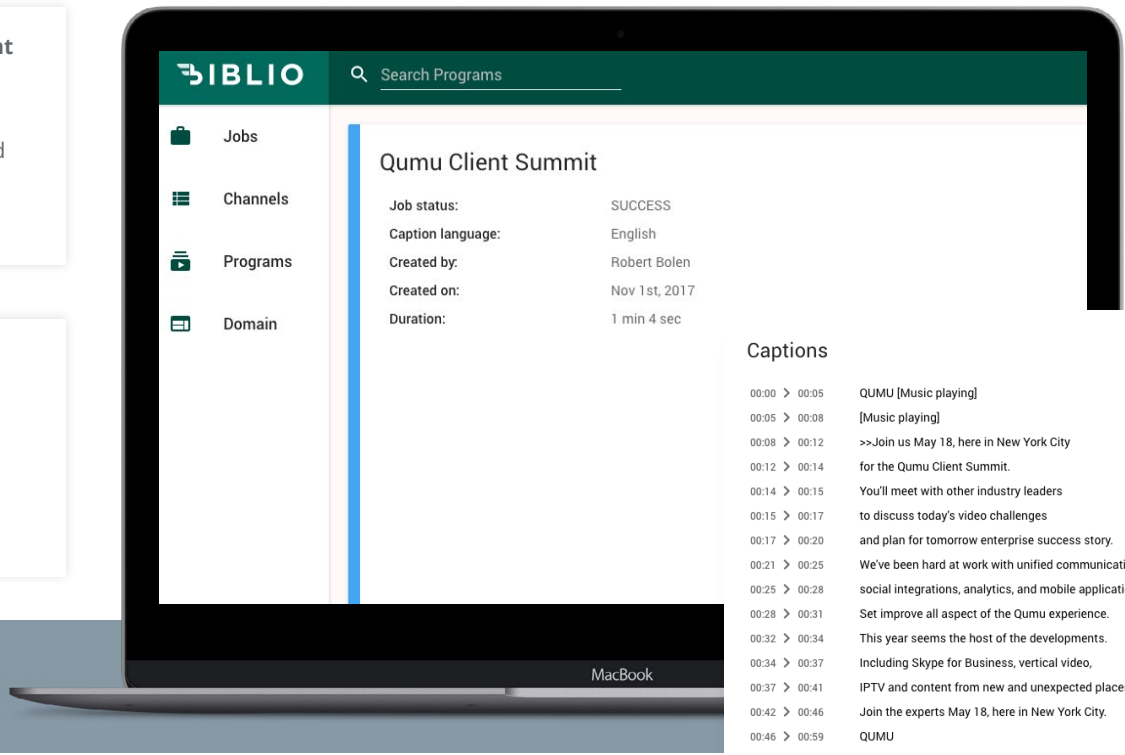 BIBLIO
Search Programs
Jobs
Channels
Programs
Domain
Qumu Client Summit
Job status: SUCCESS
Caption language: English
Created by: Robert Bolen
Created on: Nov 1st, 2017
Duration: 1 min 4 sec
MacBook
Captions
00:00 > 00:05 QUMU [Music playing]
00:05 > 00:08 [Music playing]
00:08 > 00:12 >>Join us May 18, here in New York City
00:12 > 00:14 for the Qumu Client Summit.
00:14 > 00:15 You'll meet with other industry leaders
00:15 > 00:17 to discuss today's video challenges
00:17 > 00:20 and plan for tomorrow enterprise success story.
00:21 > 00:25 We've been hard at work with unified communicati
00:25 > 00:28 social integrations, analytics, and mobile applicati
00:28 > 00:31 Set improve all aspect of the Qumu experience.
00:32 > 00:34 This year seems the host of the developments.
00:34 > 00:37 Including Skype for Business, vertical video,
00:37 > 00:41 IPTV and content from new and unexpected place
00:42 > 00:46 Join the experts May 18, here in New York City.
00:46 > 00:59 QUMU